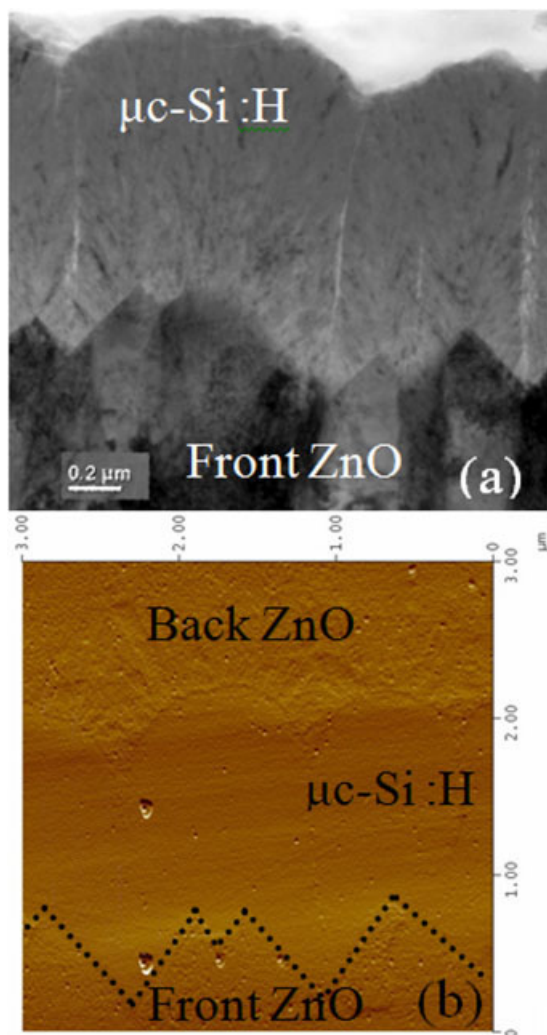 μc-Si :H
Front ZnO
0.2 μm
(a)
3.00
2.00
1.00
0
μm
3.00
Back ZnO
2.00
μc-Si :H
1.00
Front ZnO
(b)
0